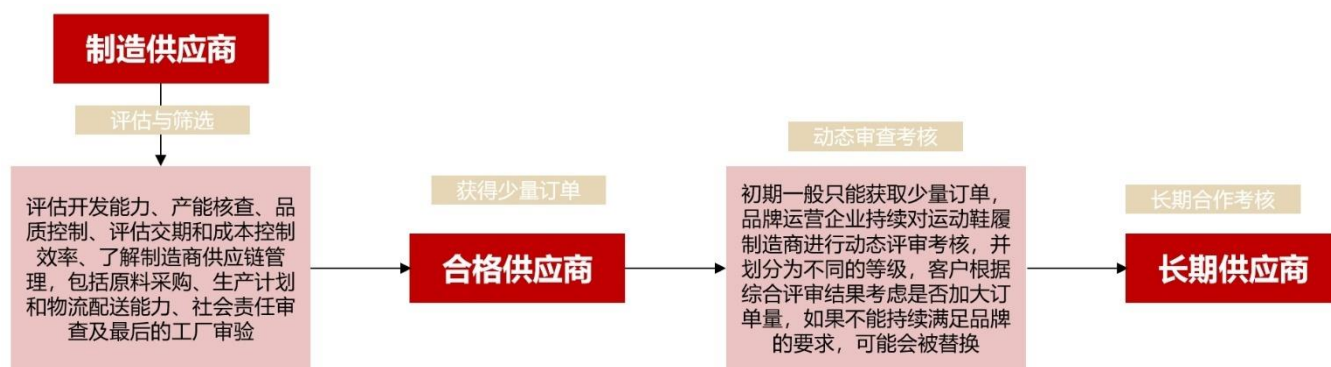 制造供应商
评估与筛选
评估开发能力、产能核查、品
质控制、评估交期和成本控制
效率、了解制造商供应链管
理，包括原料采购、生产计划
和物流配送能力、社会责任审
查及最后的工厂审验
获得少量订单
合格供应商
动态审查考核
初期一般只能获取少量订单，
品牌运营企业持续对运动鞋履
制造商进行动态评审考核，并
划分为不同的等级，客户根据
综合评审结果考虑是否加大订
单量，如果不能持续满足品牌
的要求，可能会被替换
长期合作考核
长期供应商